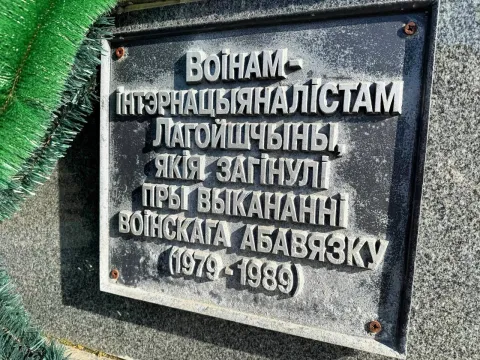 Воінам-
інтэрнацыяналістам
Лагойшчыны,
якія загінулі
пры выкананні
воінскага абавязку
(1979-1989)